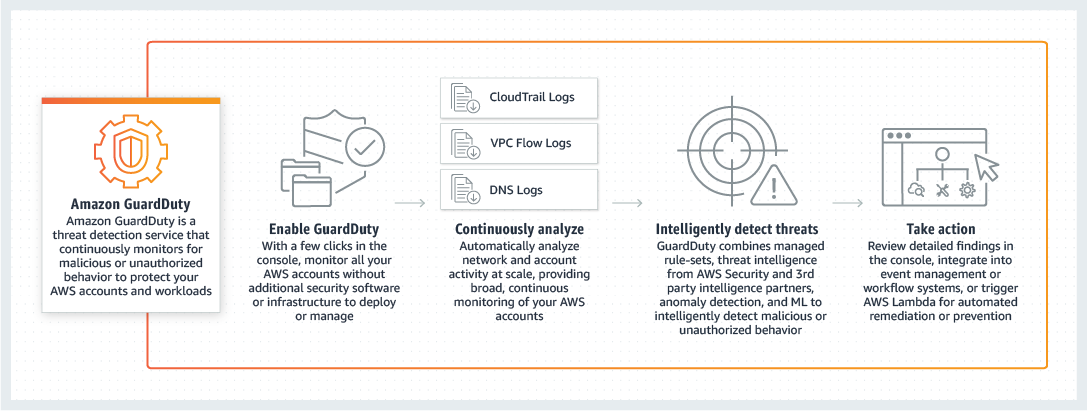 Amazon GuardDuty
Amazon GuardDuty is a
threat detection service that
continuously monitors for
malicious or unauthorized
behavior to protect your
AWS accounts and workloads
Enable GuardDuty
With a few clicks in the
console, monitor all your
AWS accounts without
additional security software
or infrastructure to deploy
or manage
CloudTrail Logs
VPC Flow Logs
DNS Logs
Continuously analyze
Automatically analyze
network and account
activity at scale, providing
broad, continuous
monitoring of your AWS
accounts
Intelligently detect threats
GuardDuty combines managed
rule-sets, threat intelligence
from AWS Security and 3rd
party intelligence partners,
anomaly detection, and ML to
intelligently detect malicious or
unauthorized behavior
Take action
Review detailed findings in
the console, integrate into
event management or
workflow systems, or trigger
AWS Lambda for automated
remediation or prevention